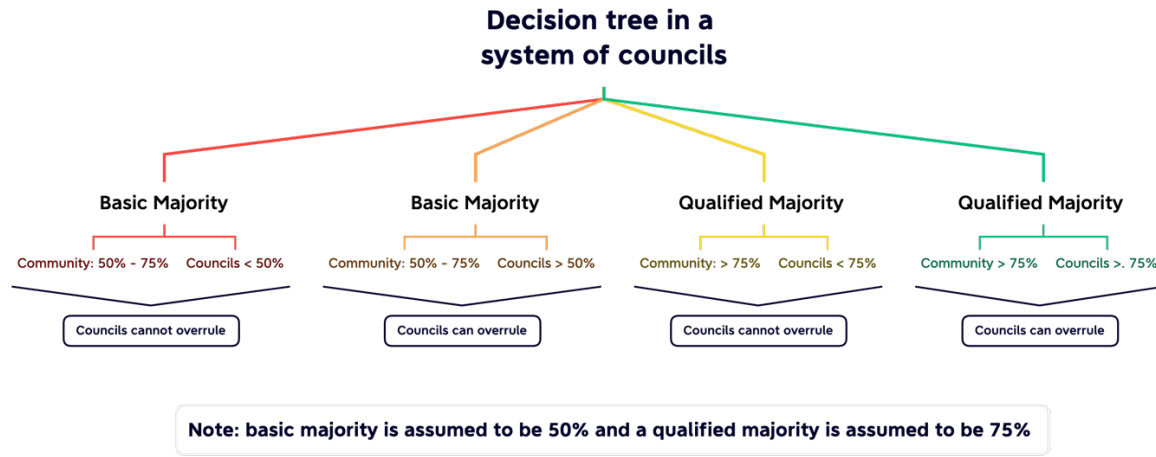 Decision tree in a
system of councils
Basic Majority
Basic Majority
Qualified Majority
Qualified Majority
Community: 50% - 75%
Councils < 50%
Community: 50% - 75%
Councils > 50%
Community: > 75%
Councils < 75%
Community > 75%
Councils >. 75%
Councils cannot overrule
Councils can overrule
Councils cannot overrule
Councils can overrule
Note: basic majority is assumed to be 50% and a qualified majority is assumed to be 75%